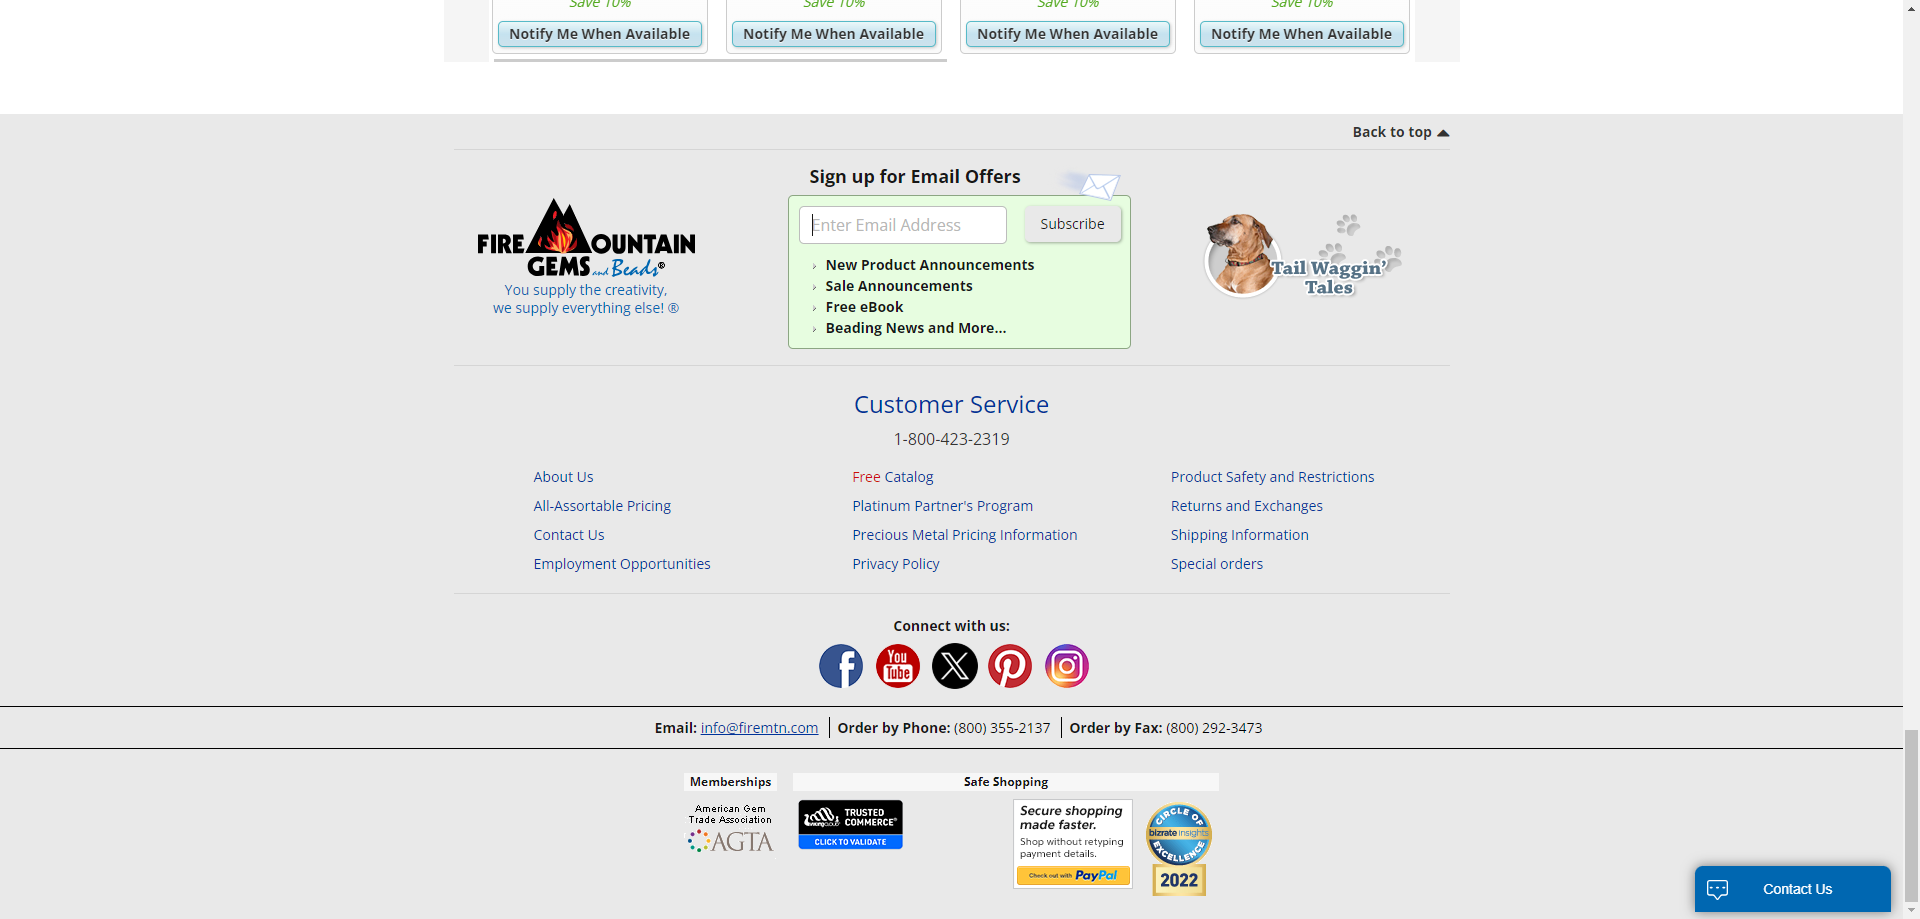 Save 10%
Save 10%
Save 10%
Save 10%
Notify Me When Available
Notify Me When Available
Notify Me When Available
Notify Me When Available
Back to top
FIRE MOUNTAIN
GEMS and Beads®
You supply the creativity,
we supply everything else! ®
Sign up for Email Offers
Enter Email Address
Subscribe
New Product Announcements
Sale Announcements
Free eBook
Beading News and More...
Tail Waggin'
Tales
Customer Service
1-800-423-2319
About Us
All-Assortable Pricing
Contact Us
Employment Opportunities
Free Catalog
Platinum Partner's Program
Precious Metal Pricing Information
Privacy Policy
Product Safety and Restrictions
Returns and Exchanges
Shipping Information
Special orders
Connect with us:
You
Tube
Email: info@firemtn.com
Order by Phone: (800) 355-2137
Order by Fax: (800) 292-3473
Memberships
American Gem
Trade Association
AGTA
Safe Shopping
TRUSTED
COMMERCE
CLICK TO VALIDATE
Secure shopping
made faster.
Shop without retyping
payment details.
Check out with PayPal
CIRCLE OF
bizrate insights
EXCELLENCE
2022
Contact Us